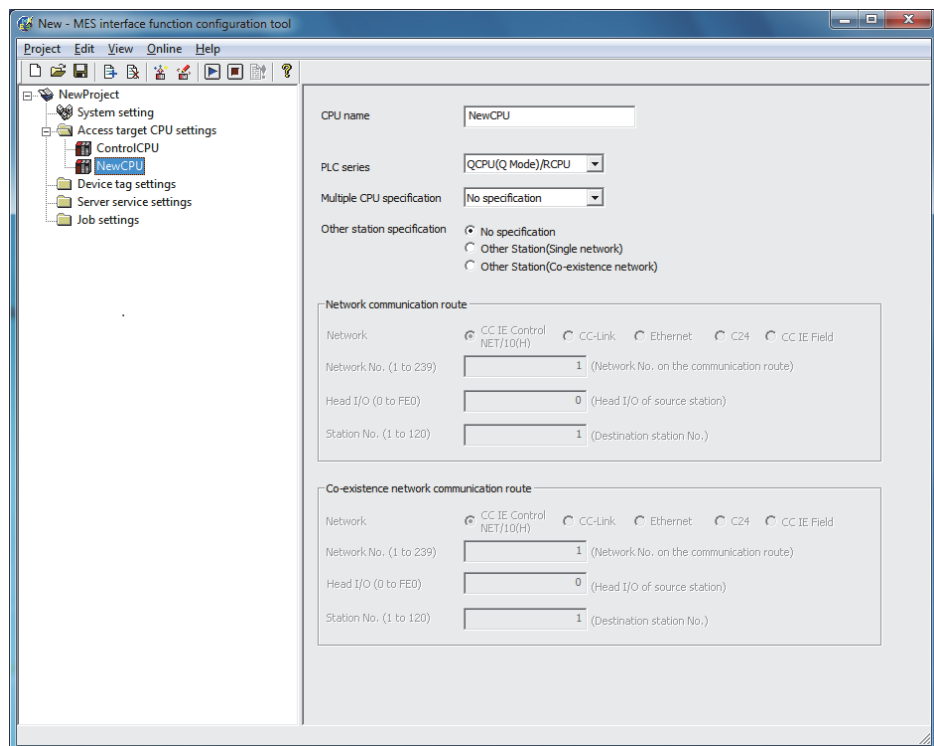 New - MES interface function configuration tool
Project Edit View Online Help
NewProject
System setting
Access target CPU settings
ControlCPU
NewCPU
Device tag settings
Server service settings
Job settings
CPU name NewCPU
PLC series QCPU(Q Mode)/RCPU
Multiple CPU specification No specification
Other station specification No specification
Other Station(Single network)
Other Station(Co-existence network)
Network communication route
Network CC IE Control NET/10(H) CC-Link Ethernet C24 CC IE Field
Network No. (1 to 239) 1 (Network No. on the communication route)
Head I/O (0 to FE0) 0 (Head I/O of source station)
Station No. (1 to 120) 1 (Destination station No.)
Co-existence network communication route
Network CC IE Control NET/10(H) CC-Link Ethernet C24 CC IE Field
Network No. (1 to 239) 1 (Network No. on the communication route)
Head I/O (0 to FE0) 0 (Head I/O of source station)
Station No. (1 to 120) 1 (Destination station No.)